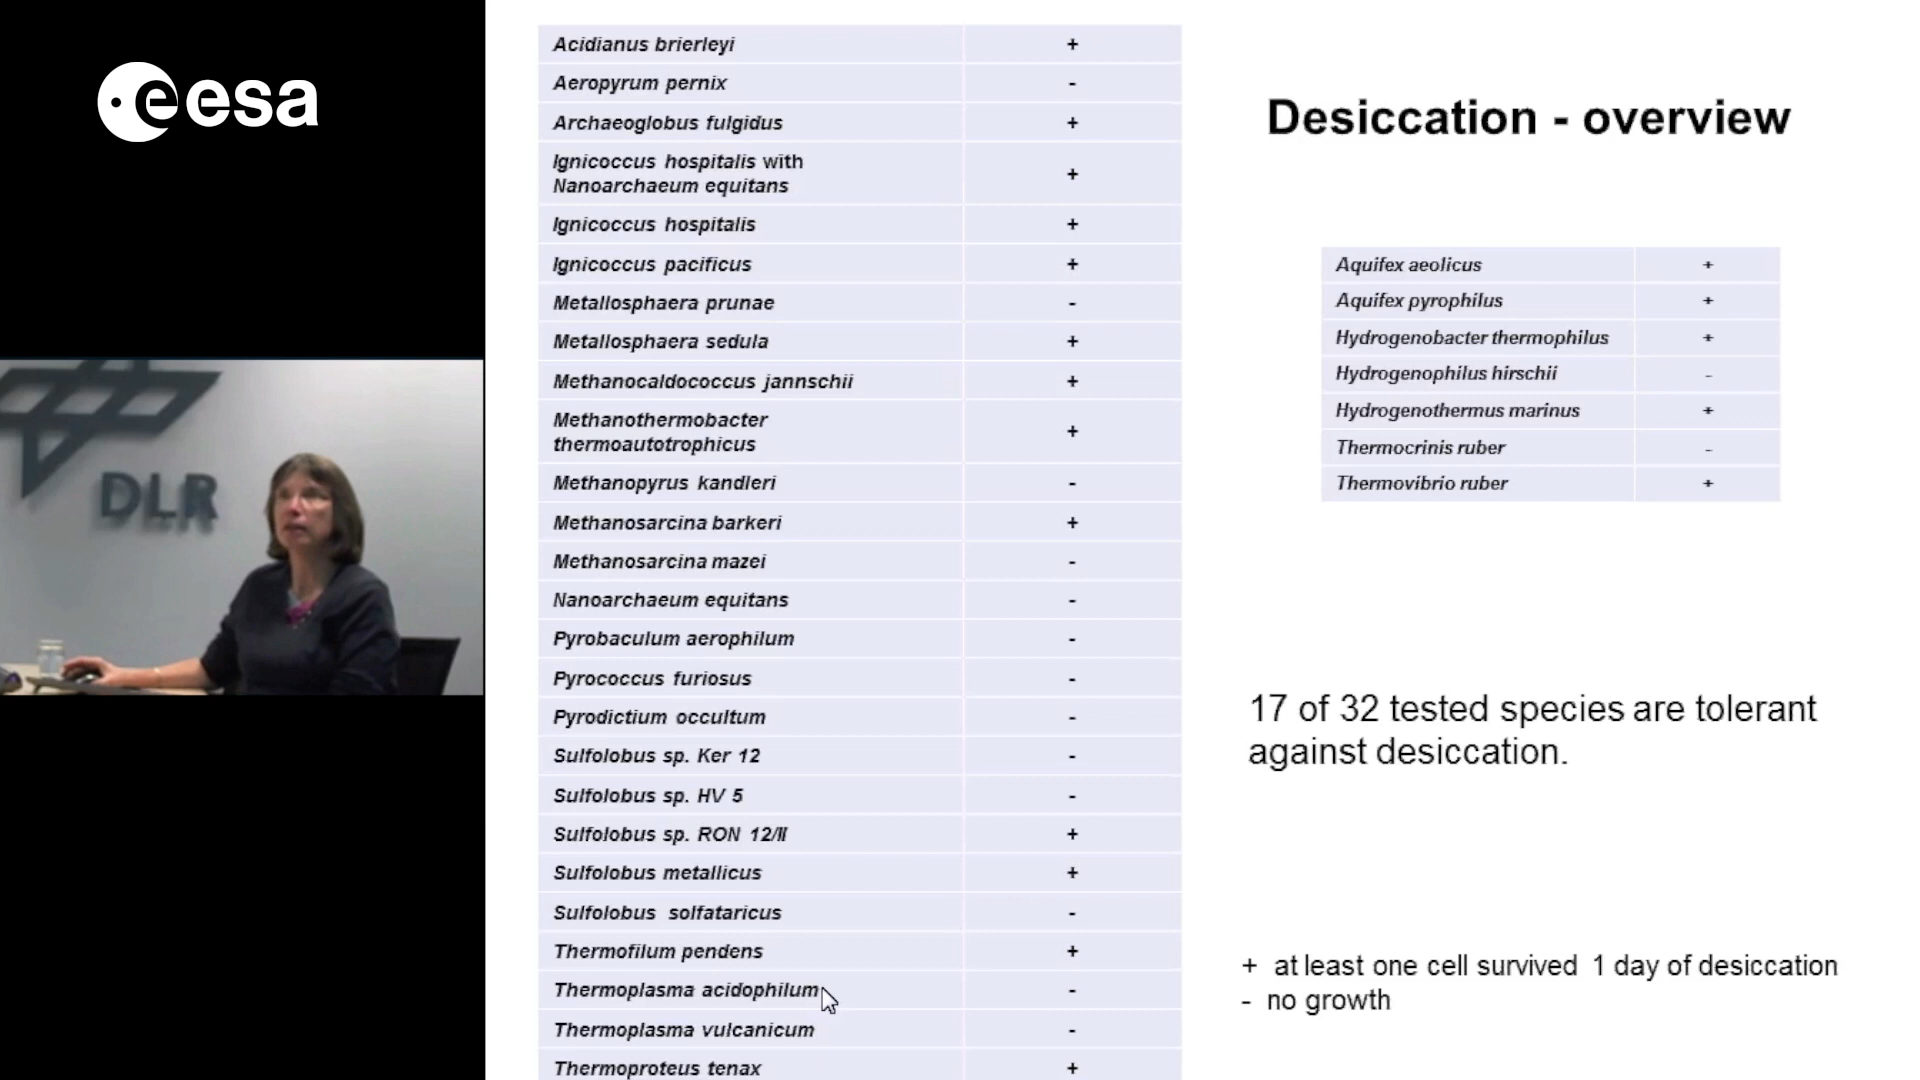 eesa
DLR
Acidianus brierleyi +
Aeropyrum pernix -
Archaeoglobus fulgidus +
Ignicoccus hospitalis with
Nanoarchaeum equitans +
Ignicoccus hospitalis +
Ignicoccus pacificus +
Metallosphaera prunae -
Metallosphaera sedula +
Methanocaldococcus jannschii +
Methanothermobacter
thermoautotrophicus +
Methanopyrus kandleri -
Methanosarcina barkeri +
Methanosarcina mazei -
Nanoarchaeum equitans -
Pyrobaculum aerophilum -
Pyrococcus furiosus -
Pyrodictium occultum -
Sulfolobus sp. Ker 12 -
Sulfolobus sp. HV 5 -
Sulfolobus sp. RON 12/II +
Sulfolobus metallicus +
Sulfolobus solfataricus -
Thermofilum pendens +
Thermoplasma acidophilum -
Thermoplasma vulcanicum -
Thermoproteus tenax +
Desiccation - overview
Aquifex aeolicus +
Aquifex pyrophilus +
Hydrogenobacter thermophilus +
Hydrogenophilus hirschii -
Hydrogenothermus marinus +
Thermocrinis ruber -
Thermovibrio ruber +
17 of 32 tested species are tolerant
against desiccation.
+ at least one cell survived 1 day of desiccation
- no growth